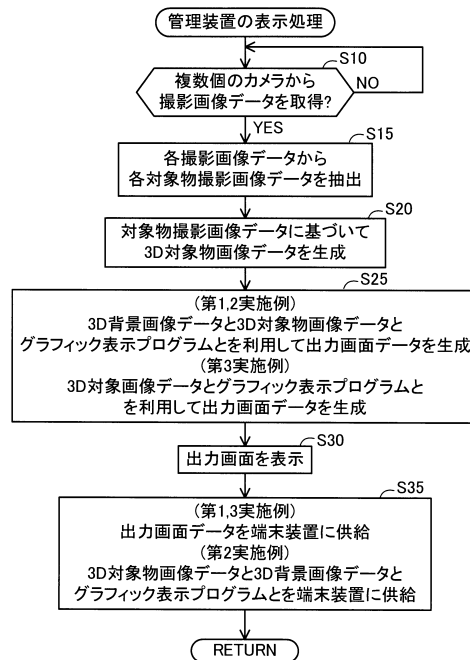 管理装置の表示処理
S10
複数個のカメラから
撮影画像データを取得?
NO
YES
S15
各撮影画像データから
各対象物撮影画像データを抽出
S20
対象物撮影画像データに基づいて
3D対象物画像データを生成
S25
(第1,2実施例)
3D背景画像データと3D対象物画像データと
グラフィック表示プログラムとを利用して出力画面データを生成
(第3実施例)
3D対象画像データとグラフィック表示プログラムと
を利用して出力画面データを生成
S30
出力画面を表示
S35
(第1,3実施例)
出力画面データを端末装置に供給
(第2実施例)
3D対象物画像データと3D背景画像データと
グラフィック表示プログラムとを端末装置に供給
RETURN